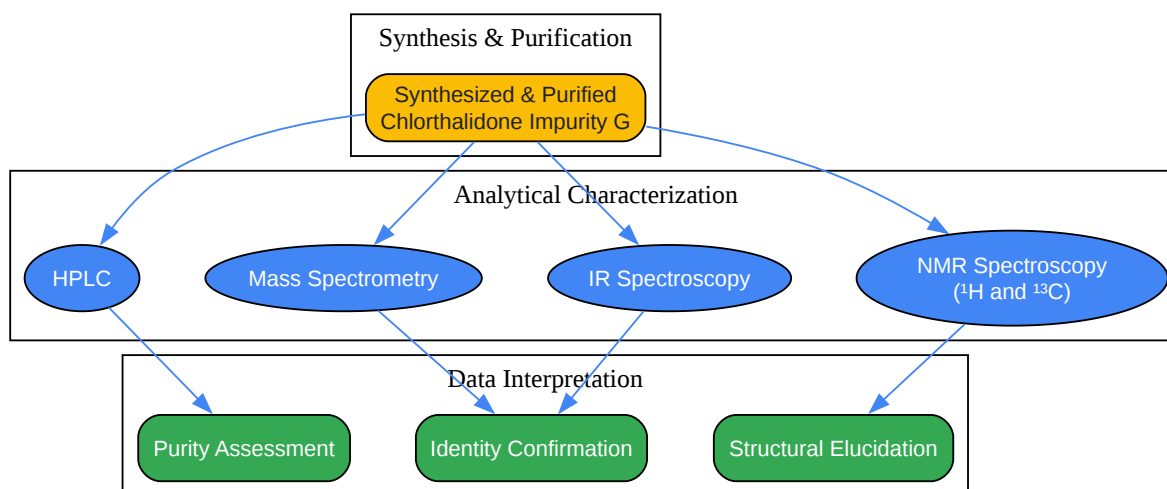 Synthesis & Purification
Synthesized & Purified
Chlorthalidone Impurity G
Analytical Characterization
HPLC
Mass Spectrometry
IR Spectroscopy
NMR Spectroscopy
(¹H and ¹³C)
Data Interpretation
Purity Assessment
Identity Confirmation
Structural Elucidation